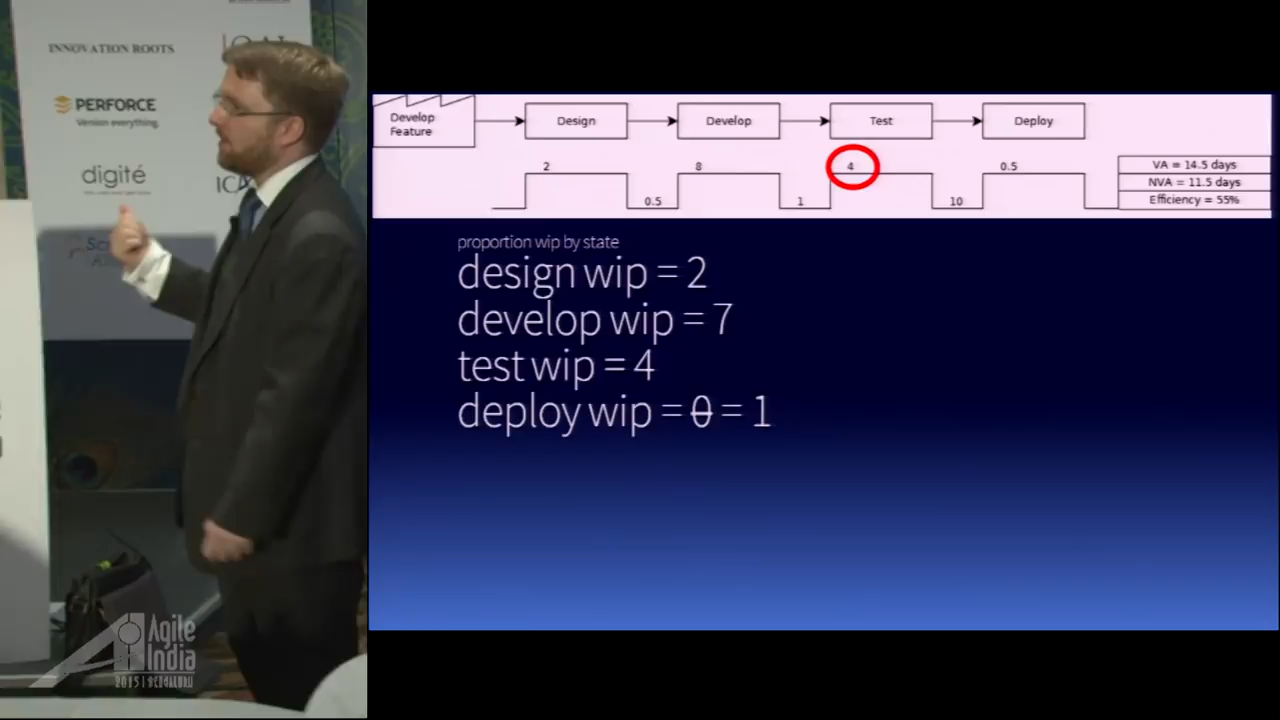 INNOVATION ROOTS
PERFORCE
Version everything.
digité
Develop
Feature
Design
Develop
Test
Deploy
2
8
4
0.5
0.5
1
10
VA = 14.5 days
NVA = 11.5 days
Efficiency = 55%
proportion wip by state
design wip = 2
develop wip = 7
test wip = 4
deploy wip = 0 = 1
Agile
India
2015 | BENGALURU